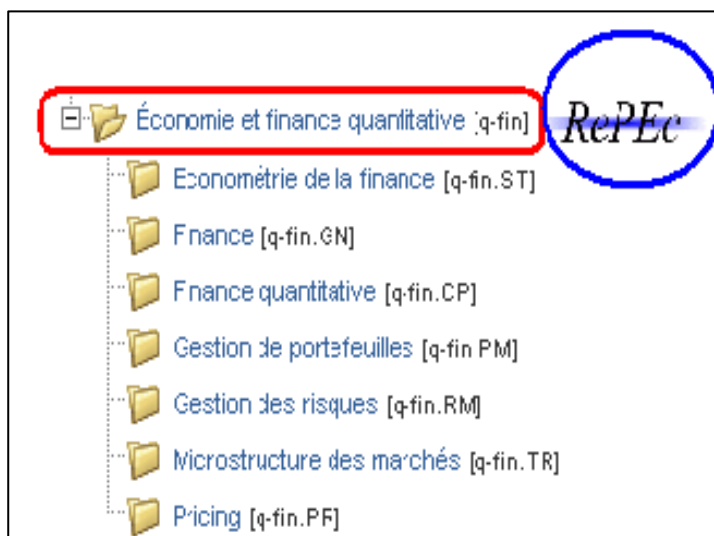 Économie et finance quantitative [q-fin] RePEc
Econométrie de la finance [q-fin.ST]
Finance [q-fin.GN]
Finance quantitative [q-fin.CP]
Gestion de portefeuilles [q-fin.PM]
Gestion des risques [q-fin.RM]
Microstructure des marchés [q-fin.TR]
Pricing [q-fin.PR]